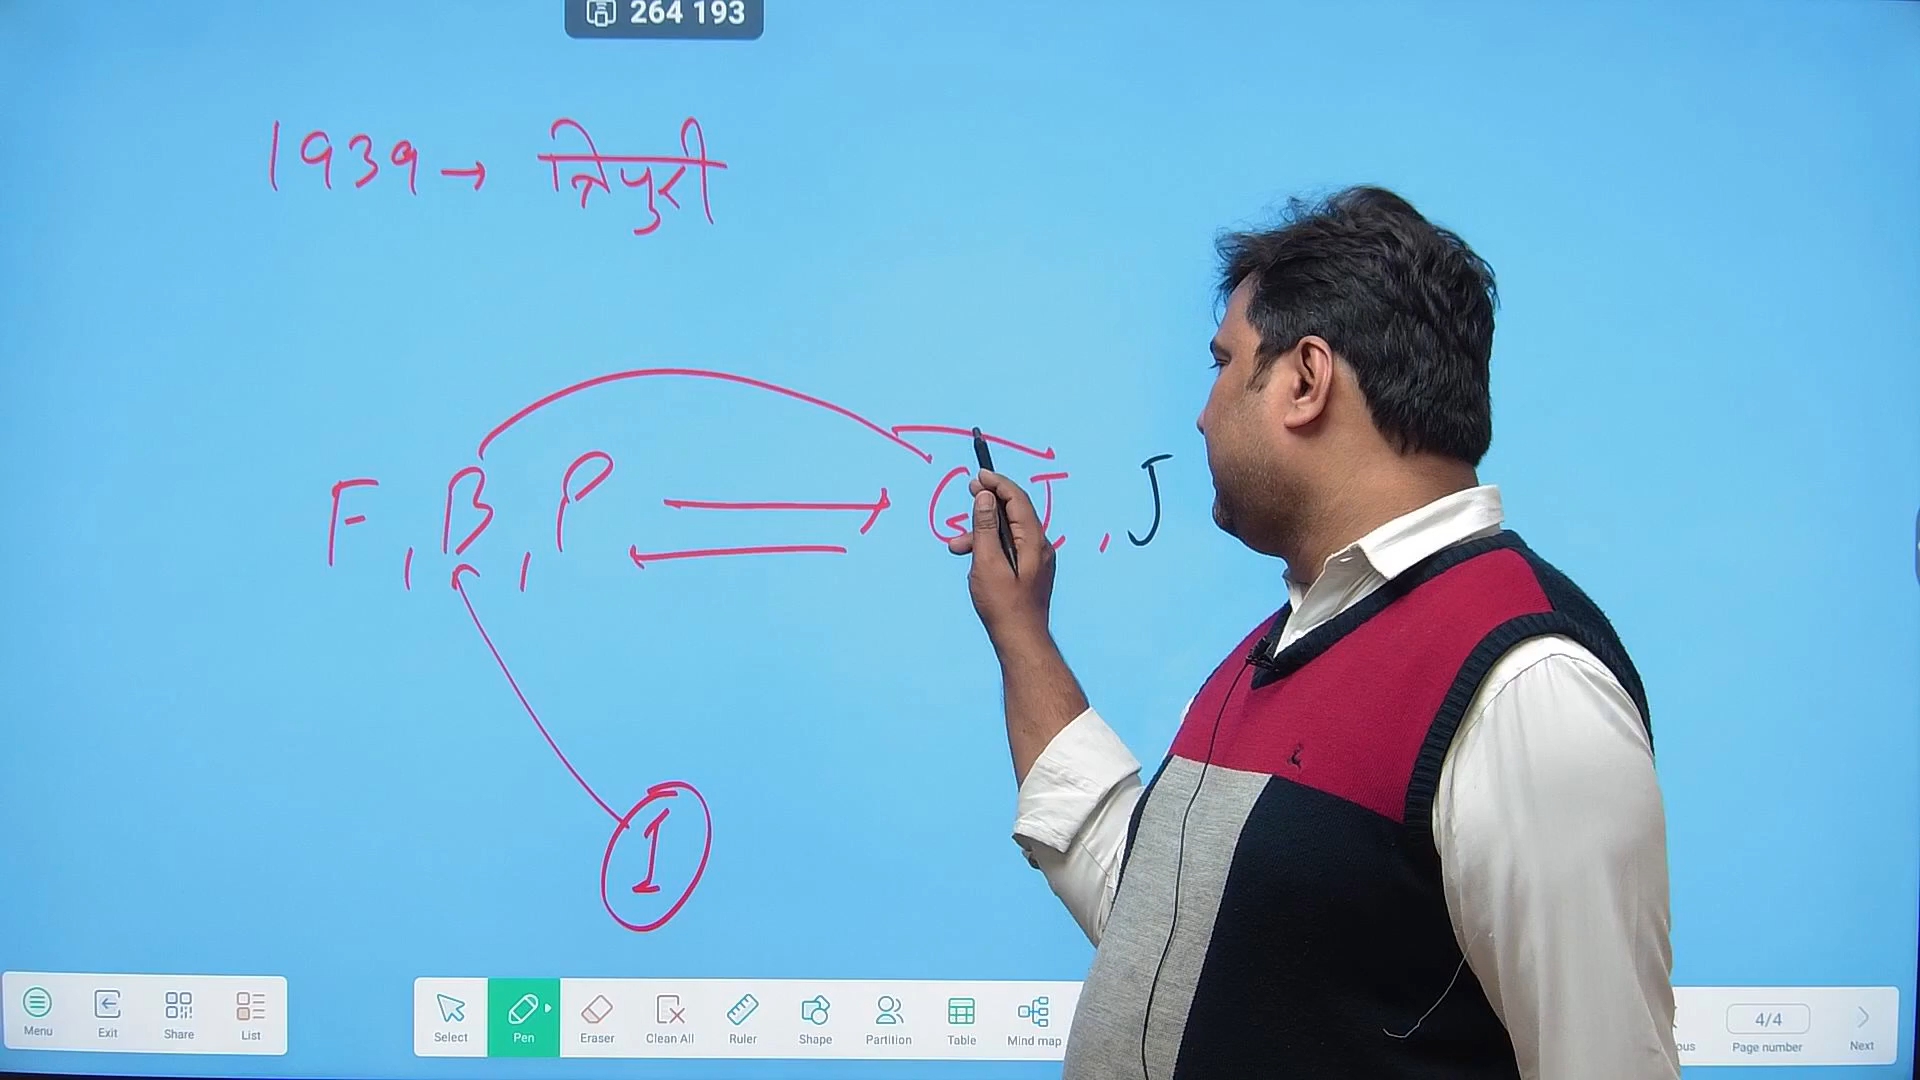 264 193
1939 → त्रिपुरी
F, B, P G, I, J
I
Menu Exit Share List Select Pen Eraser Clean All Ruler Shape Partition Table Mind map 4/4 Page number Next